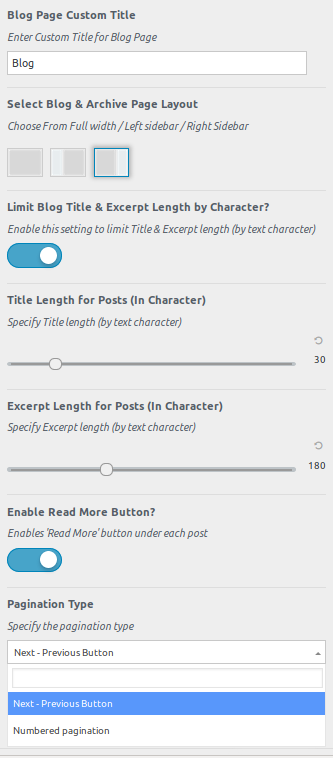 Blog Page Custom Title
Enter Custom Title for Blog Page
Blog
Select Blog & Archive Page Layout
Choose From Full width / Left sidebar / Right Sidebar
Limit Blog Title & Excerpt Length by Character?
Enable this setting to limit Title & Excerpt length (by text character)
Title Length for Posts (In Character)
Specify Title length (by text character)
30
Excerpt Length for Posts (In Character)
Specify Excerpt length (by text character)
180
Enable Read More Button?
Enables 'Read More' button under each post
Pagination Type
Specify the pagination type
Next - Previous Button
Next - Previous Button
Numbered pagination